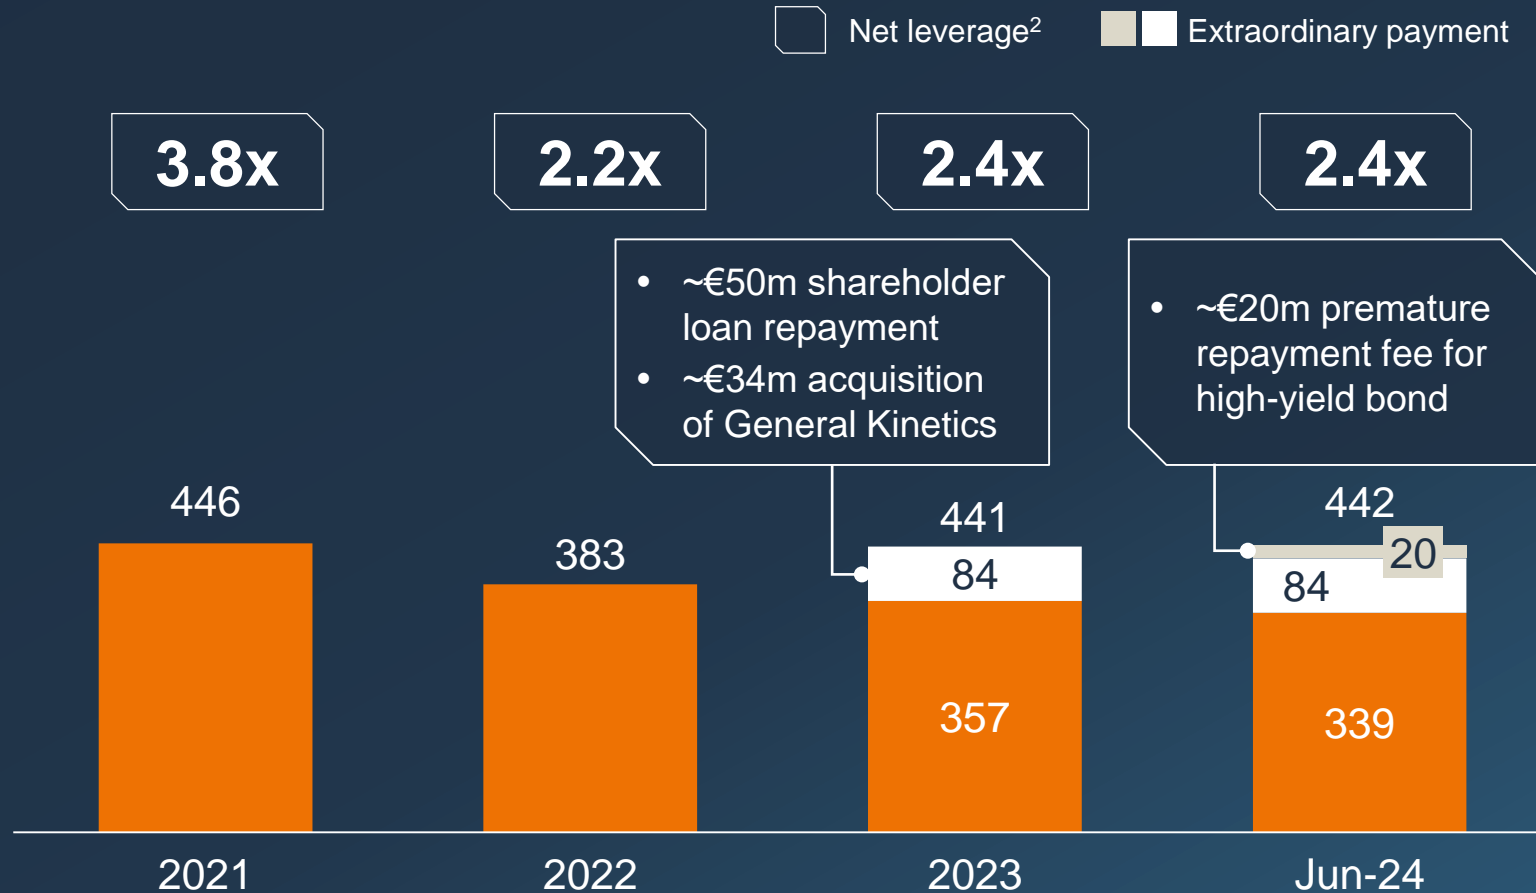 Net leverage²
Extraordinary payment
3.8x
2.2x
2.4x
2.4x
• ~€50m shareholder
loan repayment
• ~€34m acquisition
of General Kinetics
• ~€20m premature
repayment fee for
high-yield bond
446
383
441
84
357
442
20
84
339
2021
2022
2023
Jun-24